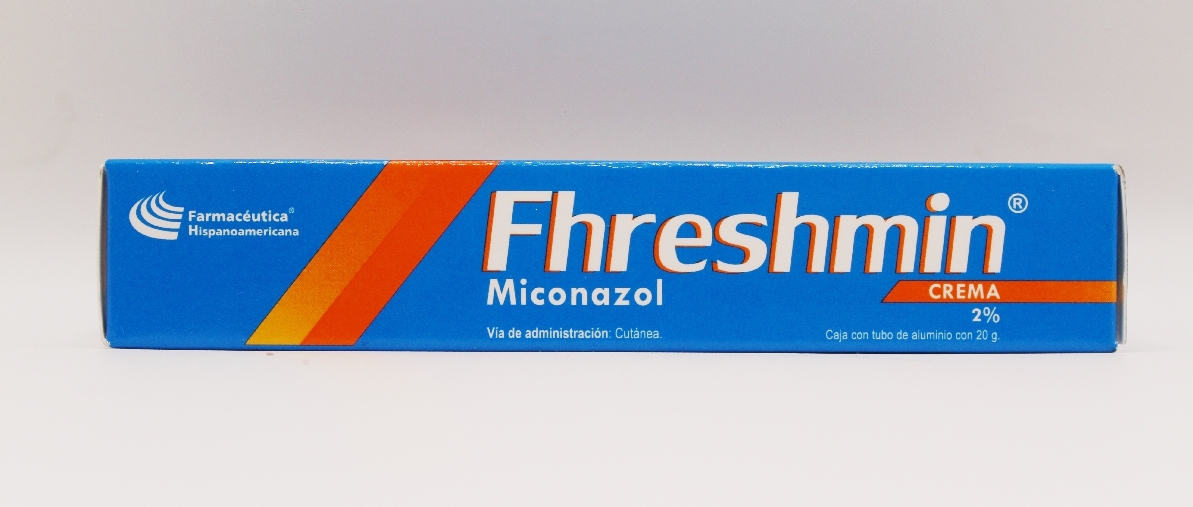 Farmacéutica®
Hispanoamericana
Fhreshmin®
Miconazol
CREMA
2%
Vía de administración: Cutánea.
Caja con tubo de aluminio con 20 g.